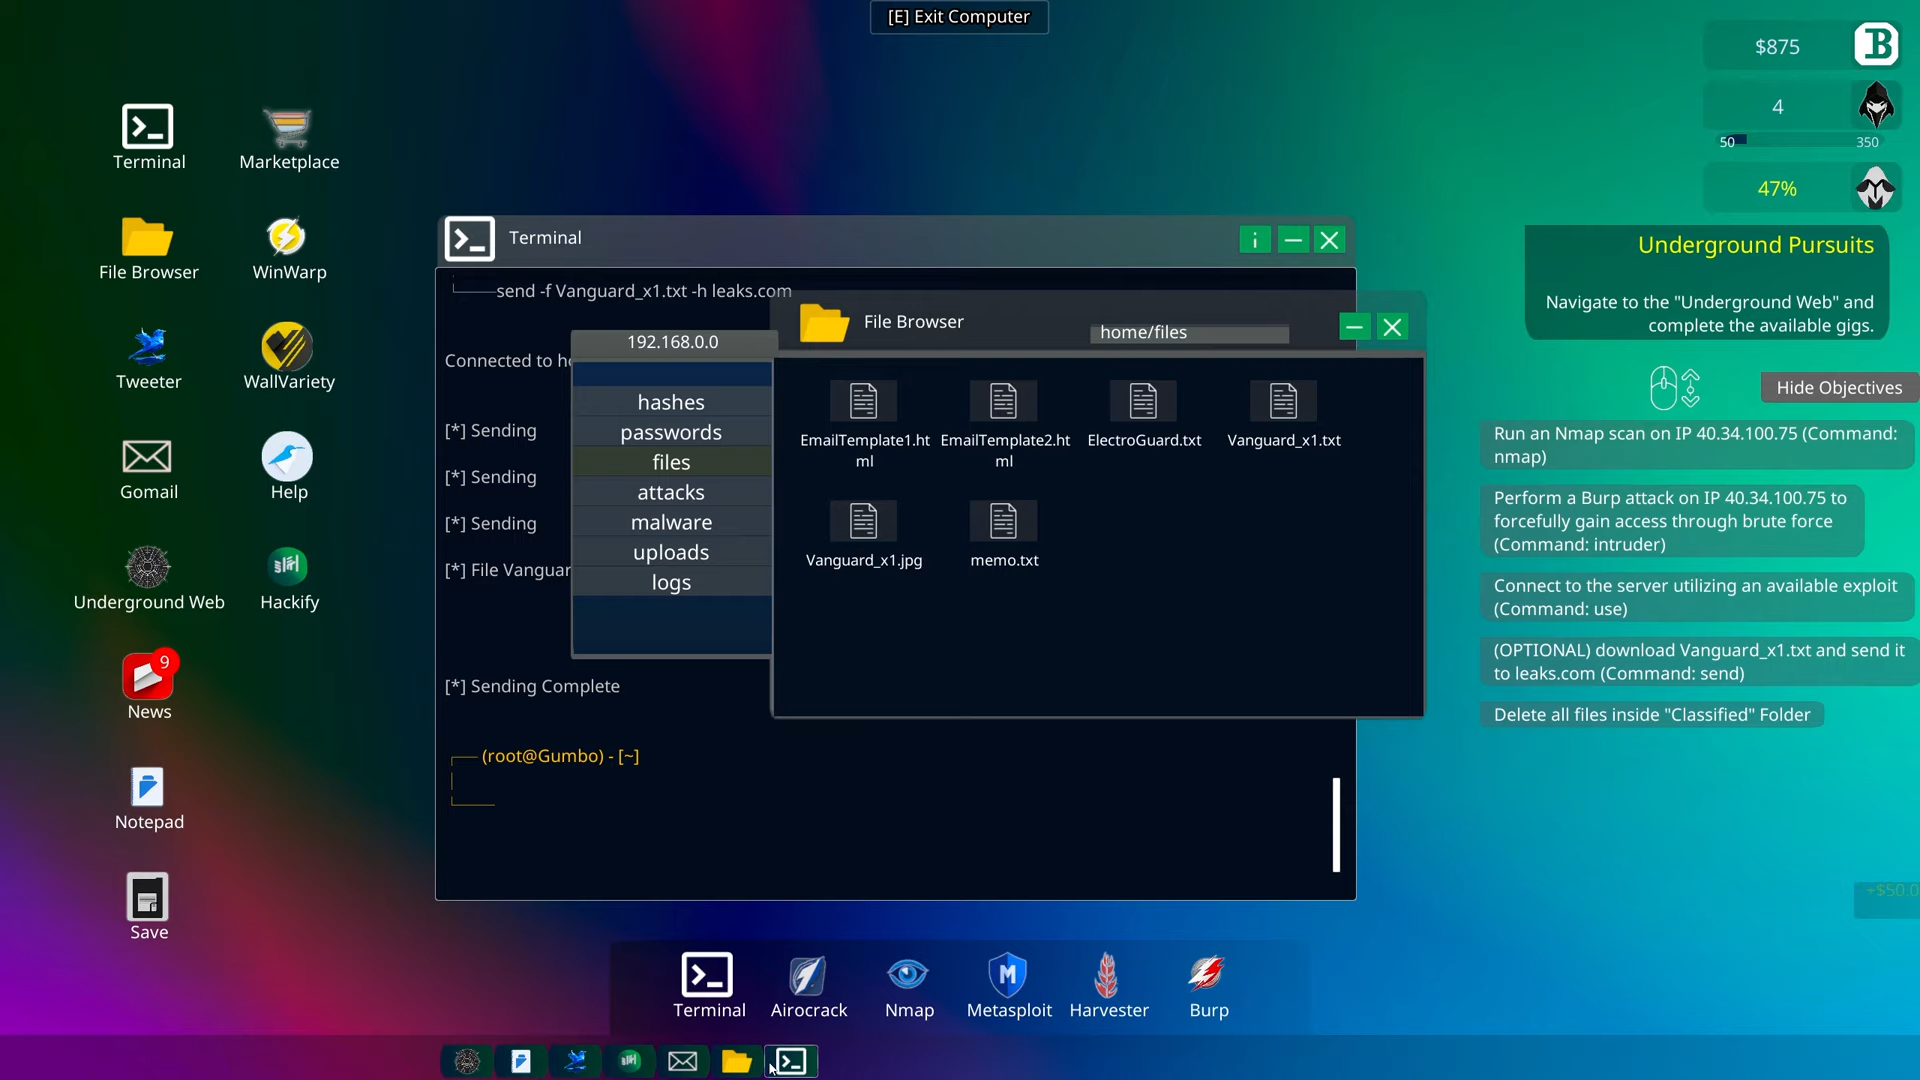 [E] Exit Computer
$875
B
4
50
350
47%
Underground Pursuits
Navigate to the "Underground Web" and
complete the available gigs.
Hide Objectives
Run an Nmap scan on IP 40.34.100.75 (Command:
nmap)
Perform a Burp attack on IP 40.34.100.75 to
forcefully gain access through brute force
(Command: intruder)
Connect to the server utilizing an available exploit
(Command: use)
(OPTIONAL) download Vanguard_x1.txt and send it
to leaks.com (Command: send)
Delete all files inside "Classified" Folder
+$50.0
Terminal
Marketplace
File Browser
WinWarp
Tweeter
WallVariety
Gomail
Help
Underground Web
Hackify
9
News
Notepad
Save
Terminal
i
send -f Vanguard_x1.txt -h leaks.com
Connected to h
[*] Sending
[*] Sending
[*] Sending
[*] File Vanguar
[*] Sending Complete
(root@Gumbo) - [~]
192.168.0.0
hashes
passwords
files
attacks
malware
uploads
logs
File Browser
home/files
EmailTemplate1.ht
ml
EmailTemplate2.ht
ml
ElectroGuard.txt
Vanguard_x1.txt
Vanguard_x1.jpg
memo.txt
Terminal
Airocrack
Nmap
M
Metasploit
Harvester
Burp